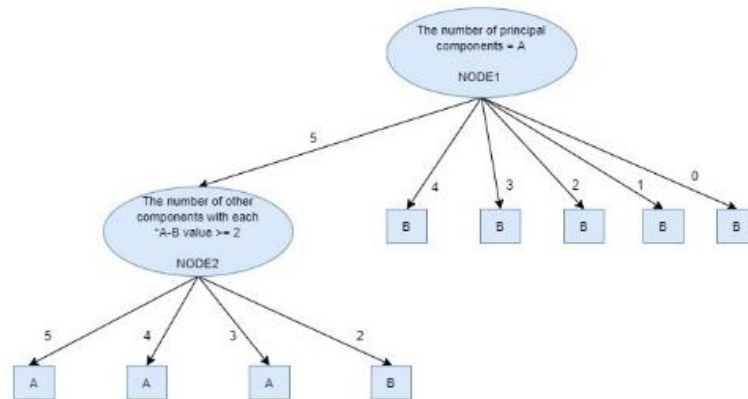 The number of principal
components = A
NODE1
5
4
3
2
1
0
The number of other
components with each
*A-B value >= 2
NODE2
B
B
B
B
B
5
4
3
2
A
A
A
B